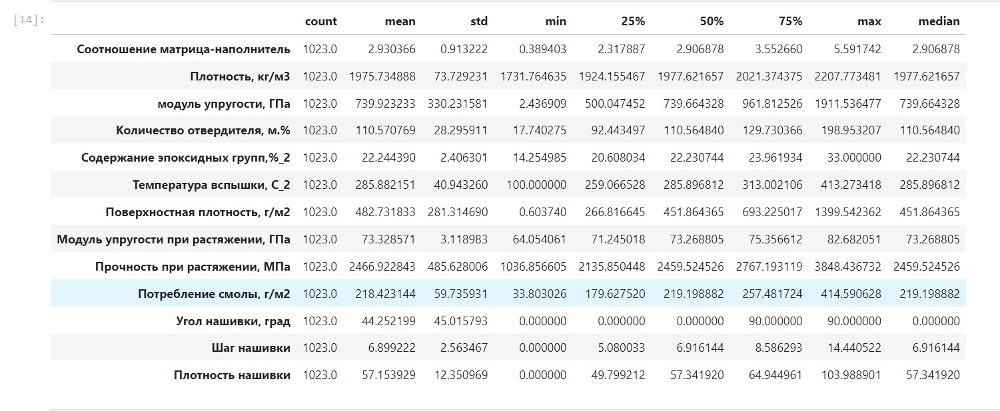 [14]:
count mean std min 25% 50% 75% max median
Соотношение матрица-наполнитель 1023.0 2.930366 0.913222 0.389403 2.317887 2.906878 3.552660 5.591742 2.906878
Плотность, кг/м3 1023.0 1975.734888 73.729231 1731.764635 1924.155467 1977.621657 2021.374375 2207.773481 1977.621657
модуль упругости, ГПа 1023.0 739.923233 330.231581 2.436909 500.047452 739.664328 961.812526 1911.536477 739.664328
Количество отвердителя, м.% 1023.0 110.570769 28.295911 17.740275 92.443497 110.564840 129.730366 198.953207 110.564840
Содержание эпоксидных групп,%_2 1023.0 22.244390 2.406301 14.254985 20.608034 22.230744 23.961934 33.000000 22.230744
Температура вспышки, С_2 1023.0 285.882151 40.943260 100.000000 259.066528 285.896812 313.002106 413.273418 285.896812
Поверхностная плотность, г/м2 1023.0 482.731833 281.314690 0.603740 266.816645 451.864365 693.225017 1399.542362 451.864365
Модуль упругости при растяжении, ГПа 1023.0 73.328571 3.118983 64.054061 71.245018 73.268805 75.356612 82.682051 73.268805
Прочность при растяжении, МПа 1023.0 2466.922843 485.628006 1036.856605 2135.850448 2459.524526 2767.193119 3848.436732 2459.524526
Потребление смолы, г/м2 1023.0 218.423144 59.735931 33.803026 179.627520 219.198882 257.481724 414.590628 219.198882
Угол нашивки, град 1023.0 44.252199 45.015793 0.000000 0.000000 0.000000 90.000000 90.000000 0.000000
Шаг нашивки 1023.0 6.899222 2.563467 0.000000 5.080033 6.916144 8.586293 14.440522 6.916144
Плотность нашивки 1023.0 57.153929 12.350969 0.000000 49.799212 57.341920 64.944961 103.988901 57.341920